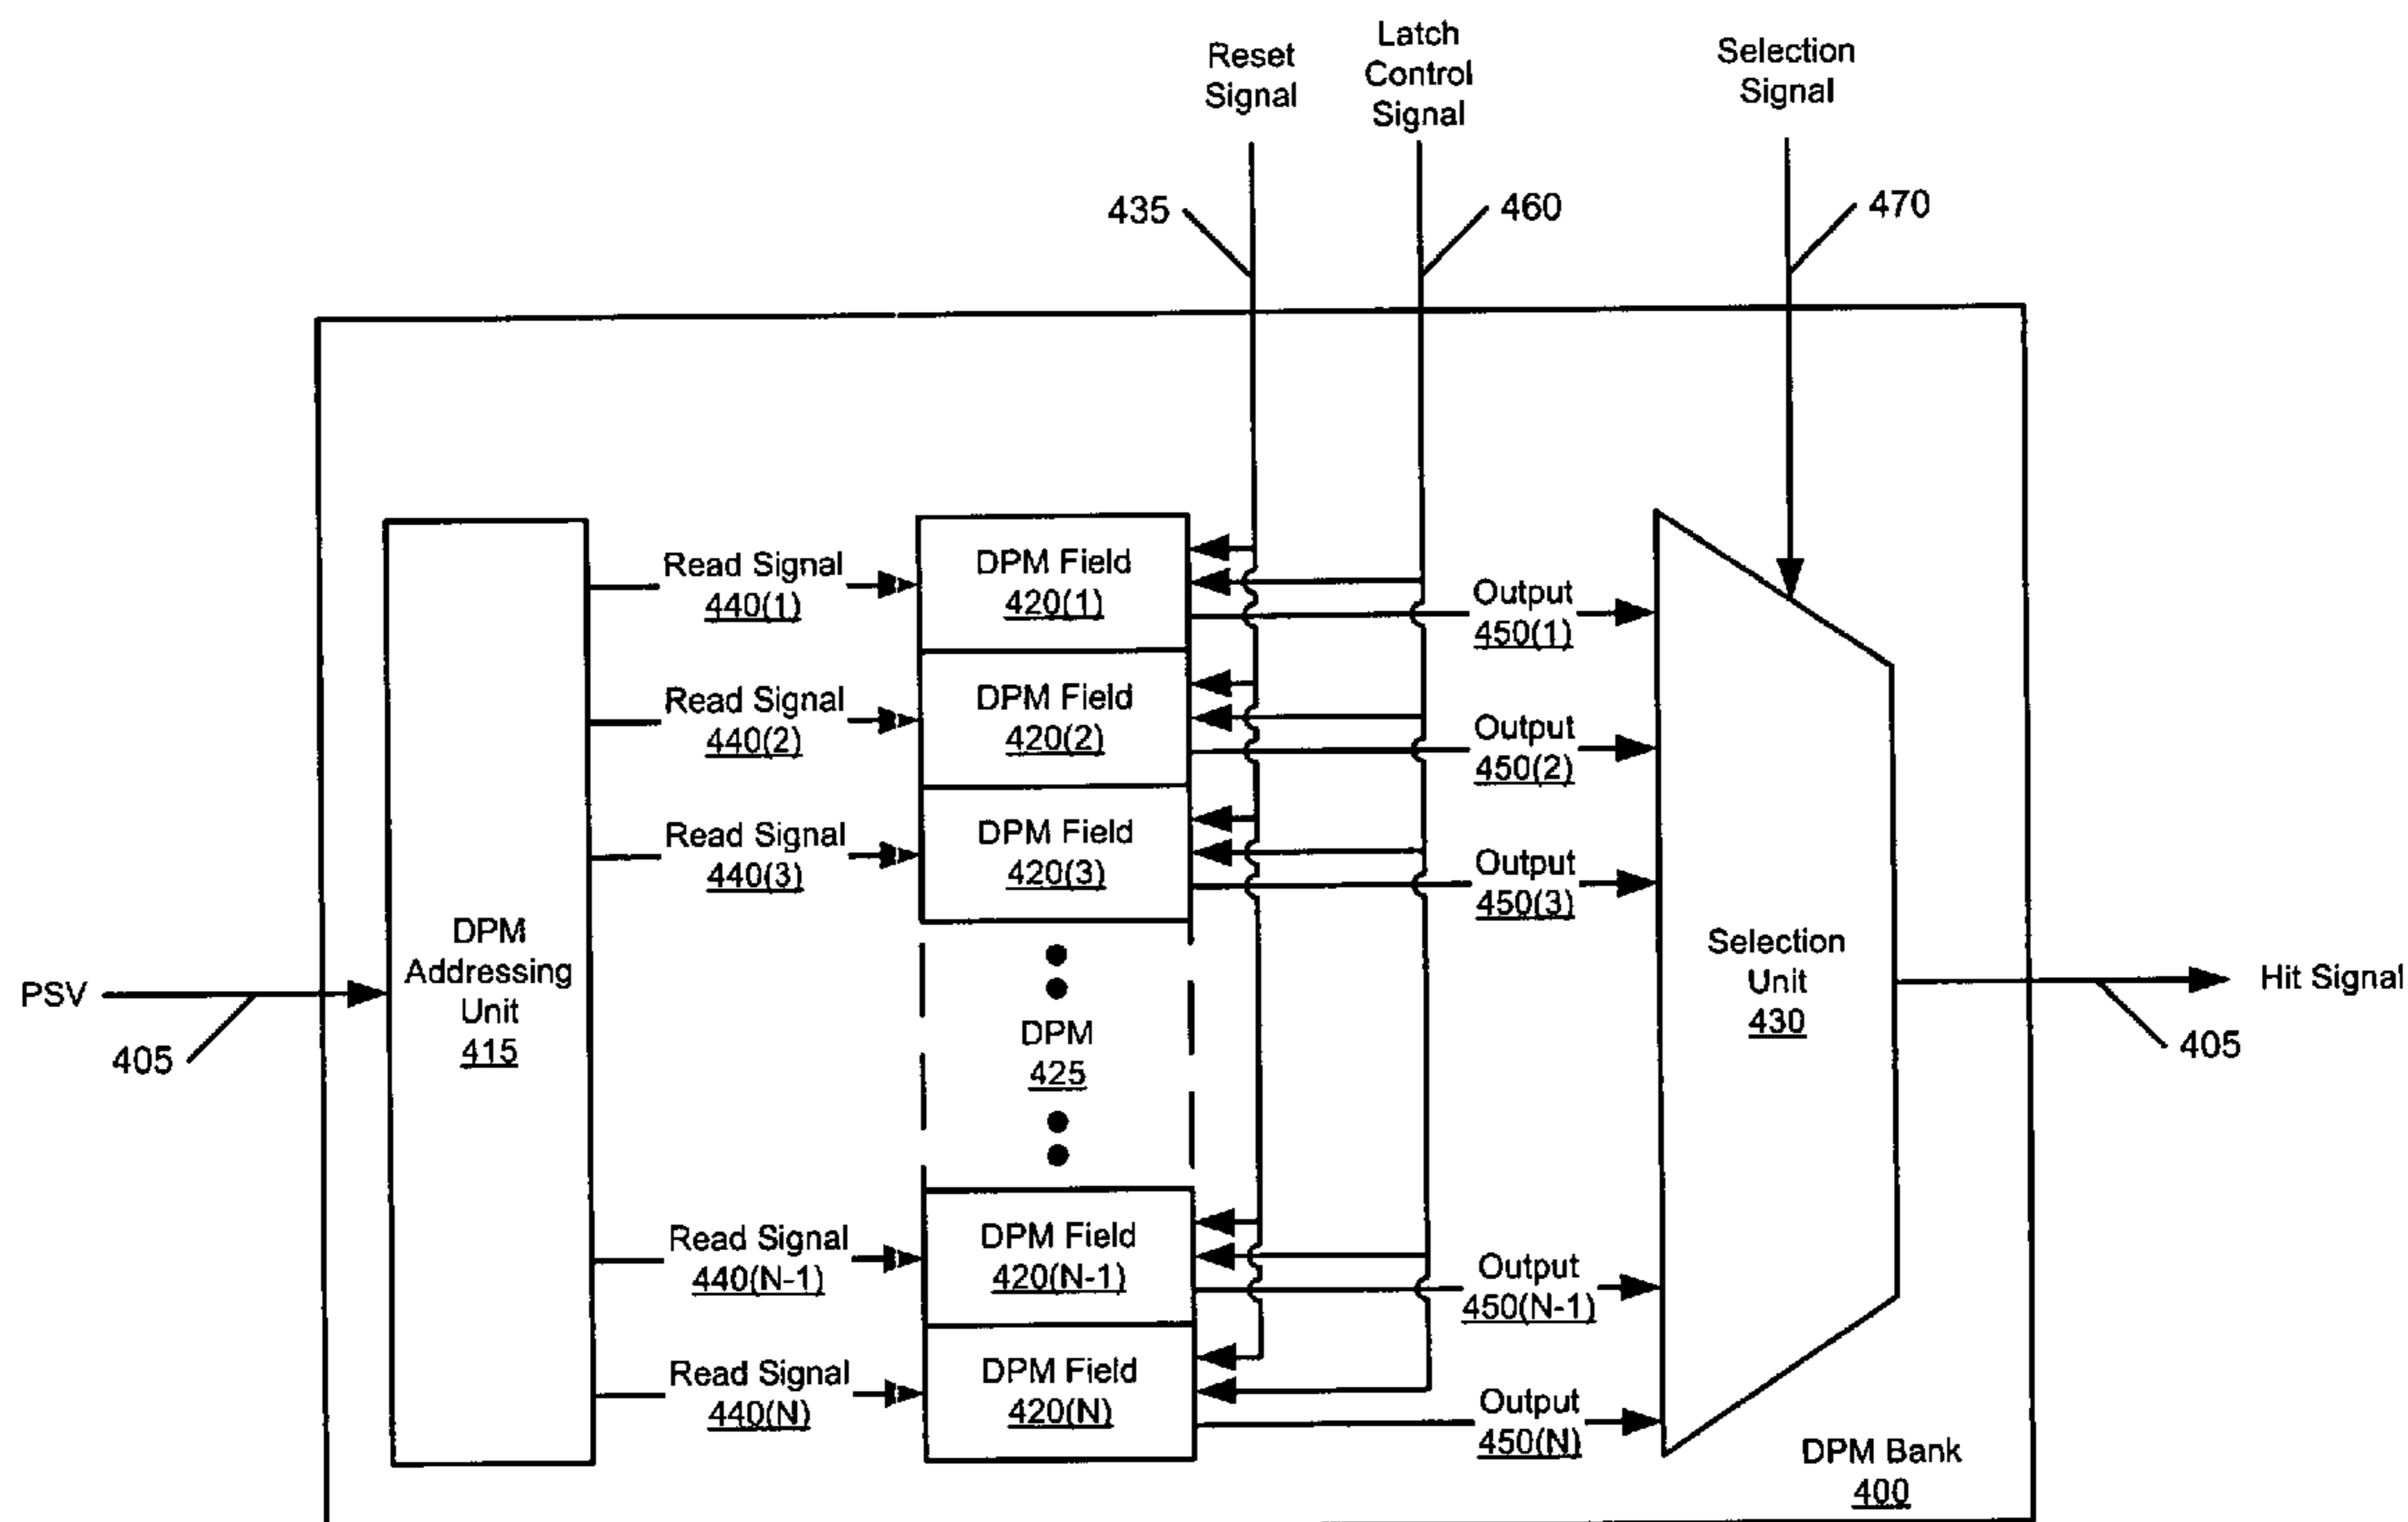 Reset
Signal
Latch
Control
Signal
Selection
Signal
435
460
470
Read Signal
440(1)
DPM Field
420(1)
Output
450(1)
Read Signal
440(2)
DPM Field
420(2)
Output
450(2)
Read Signal
440(3)
DPM Field
420(3)
Output
450(3)
PSV
405
DPM
Addressing
Unit
415
DPM
425
Selection
Unit
430
Hit Signal
405
Read Signal
440(N-1)
DPM Field
420(N-1)
Output
450(N-1)
Read Signal
440(N)
DPM Field
420(N)
Output
450(N)
DPM Bank
400